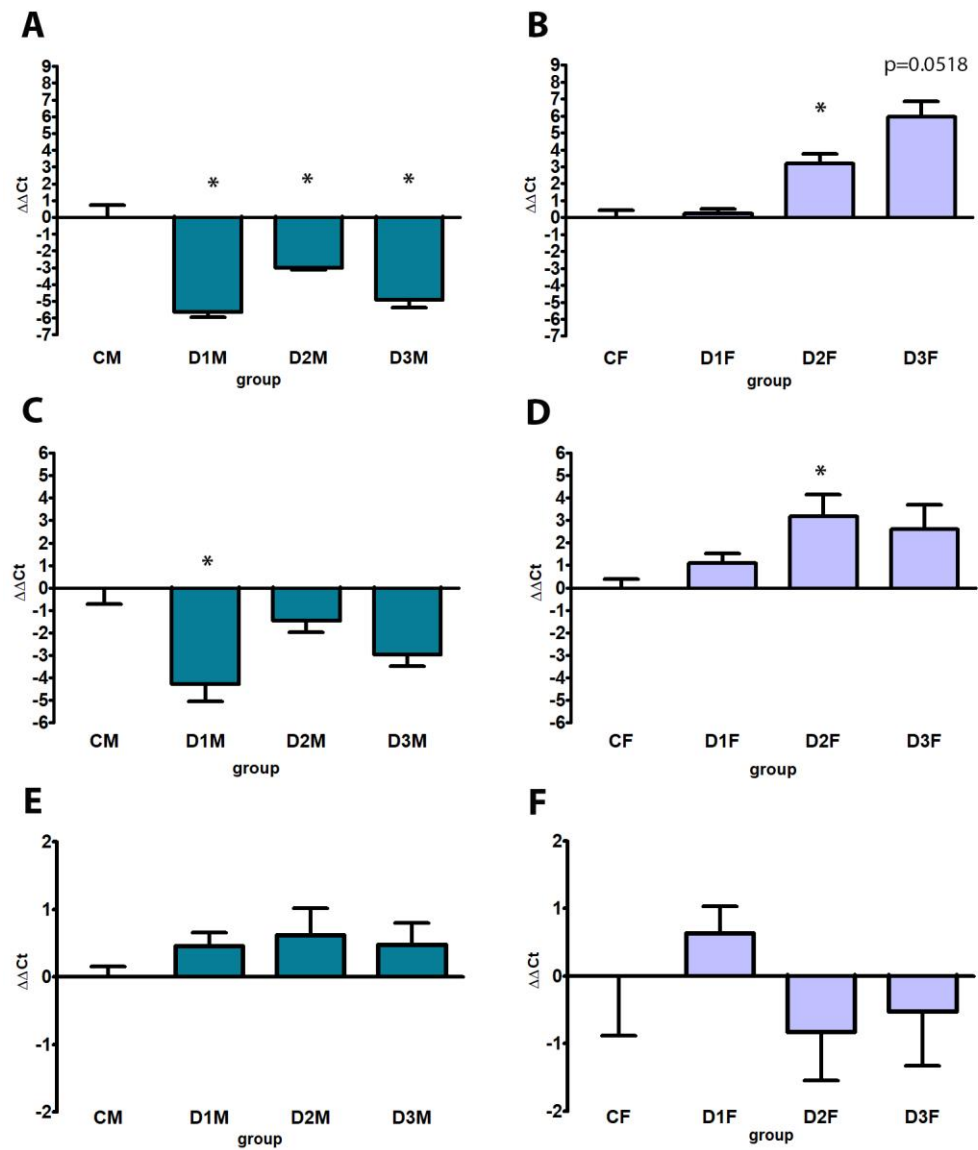 A
9
8
7
6
5
4
3
2
1
0
-1
-2
-3
-4
-5
-6
-7
ΔΔCt
* * *
CM D1M D2M D3M
group
B
p=0.0518
9
8
7
6
5
4
3
2
1
0
-1
-2
-3
-4
-5
-6
-7
ΔΔCt
*
CF D1F D2F D3F
group
C
6
5
4
3
2
1
0
-1
-2
-3
-4
-5
-6
ΔΔCt
*
CM D1M D2M D3M
group
D
6
5
4
3
2
1
0
-1
-2
-3
-4
-5
-6
ΔΔCt
*
CF D1F D2F D3F
group
E
2
1
0
-1
-2
ΔΔCt
CM D1M D2M D3M
group
F
2
1
0
-1
-2
ΔΔCt
CF D1F D2F D3F
group